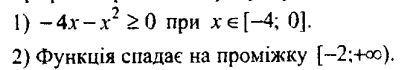 1) −4x − x² ≥ 0 при x ∈ [−4; 0].
2) Функція спадає на проміжку [−2;+∞).